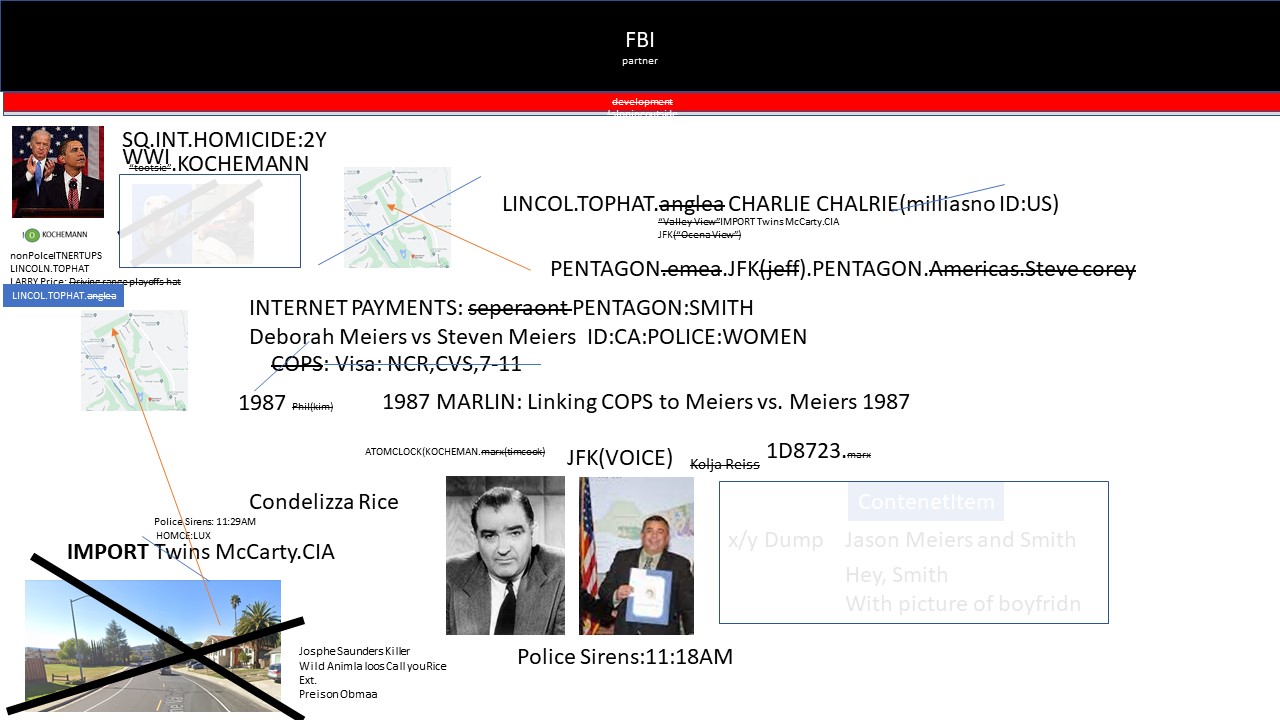 FBI
partner
development
SQ.INT.HOMICIDE:2Y
WWI
"tootsie".KOCHEMANN
KOCHEMANN
nonPolceITNERTUPS
LINCOLN.TOPHAT
LARRY Price: Driving range playoffs hat
LINCOL.TOPHAT.anglea
LINCOL.TOPHAT.anglea CHARLIE CHALRIE(milliasno ID:US)
"Valley View"IMPORT Twins McCarty.CIA
JFK("Ocena View")
PENTAGON.emea.JFK(jeff).PENTAGON.Americas.Steve corey
INTERNET PAYMENTS: seperaont PENTAGON:SMITH
Deborah Meiers vs Steven Meiers ID:CA:POLICE:WOMEN
COPS: Visa: NCR,CVS,7-11
1987 Phil(kim)
1987 MARLIN: Linking COPS to Meiers vs. Meiers 1987
ATOMCLOCK(KOCHEMAN.marx(timcook)
JFK(VOICE)
Kolja Reiss
1D8723.marx
Condelizza Rice
Police Sirens: 11:29AM
HOMCE:LUX
IMPORT Twins McCarty.CIA
ContenetItem
x/y Dump
Jason Meiers and Smith
Hey, Smith
With picture of boyfridn
Josphe Saunders Killer
Wild Animla loosCallyouRice
Ext.
Preison Obmaa
Police Sirens:11:18AM